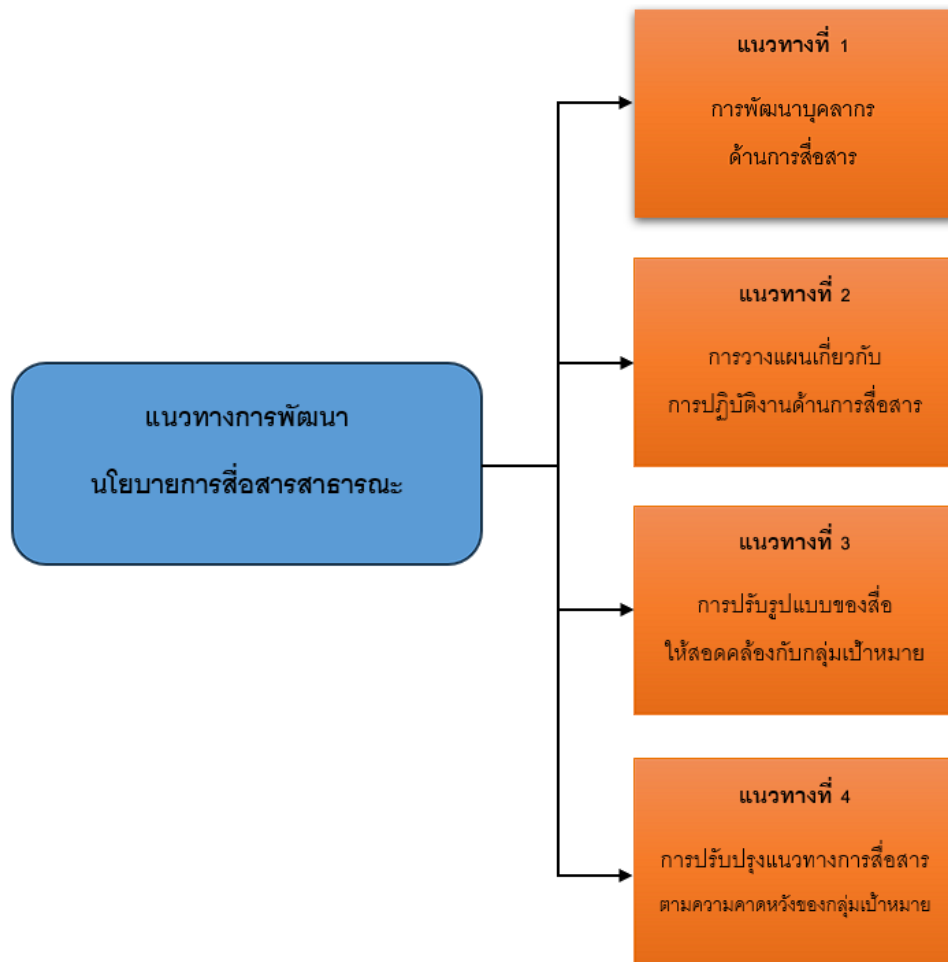 แนวทางการพัฒนา
นโยบายการสื่อสารสาธารณะ
แนวทางที่ 1
การพัฒนาบุคลากร
ด้านการสื่อสาร
แนวทางที่ 2
การวางแผนเกี่ยวกับ
การปฏิบัติงานด้านการสื่อสาร
แนวทางที่ 3
การปรับรูปแบบของสื่อ
ให้สอดคล้องกับกลุ่มเป้าหมาย
แนวทางที่ 4
การปรับปรุงแนวทางการสื่อสาร
ตามความคาดหวังของกลุ่มเป้าหมาย